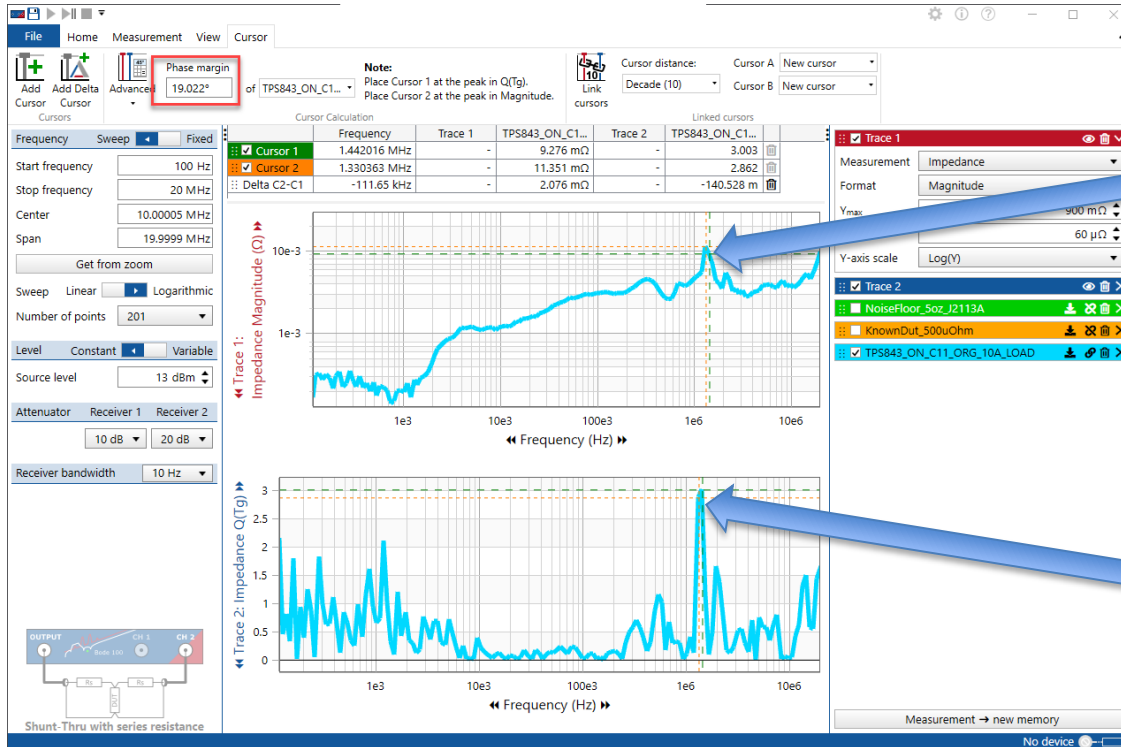 File Home Measurement View Cursor
Add Cursor
Add Delta Cursor
Advanced
Phase margin
19.022°
of TPS843_ON_C1...
Note:
Place Cursor 1 at the peak in Q(Tg).
Place Cursor 2 at the peak in Magnitude.
Link cursors
Cursor distance:
Decade (10)
Cursor A New cursor
Cursor B New cursor
Cursors
Cursor Calculation
Linked cursors
Frequency Sweep Fixed
Start frequency 100 Hz
Stop frequency 20 MHz
Center 10.00005 MHz
Span 19.9999 MHz
Get from zoom
Sweep Linear Logarithmic
Number of points 201
Level Constant Variable
Source level 13 dBm
Attenuator Receiver 1 Receiver 2
10 dB 20 dB
Receiver bandwidth 10 Hz
OUTPUT CH 1 CH 2
Bode 100
Rs Rs
DUT
Shunt-Thru with series resistance
Frequency Trace 1 TPS843_ON_C1... Trace 2 TPS843_ON_C1...
Cursor 1 1.442016 MHz - 9.276 mΩ - 3.003
Cursor 2 1.330363 MHz - 11.351 mΩ - 2.862
Delta C2-C1 -111.65 kHz - 2.076 mΩ - -140.528 m
Trace 1:
Impedance Magnitude (Ω)
10e-3
1e-3
1e3 10e3 100e3 1e6 10e6
Frequency (Hz)
Trace 2: Impedance Q(Tg)
3
2.5
2
1.5
1
0.5
0
1e3 10e3 100e3 1e6 10e6
Frequency (Hz)
Trace 1
Measurement Impedance
Format Magnitude
Ymax 900 mΩ
60 µΩ
Y-axis scale Log(Y)
Trace 2
NoiseFloor_5oz_J2113A
KnownDut_500uOhm
TPS843_ON_C11_ORG_10A_LOAD
Measurement → new memory
No device